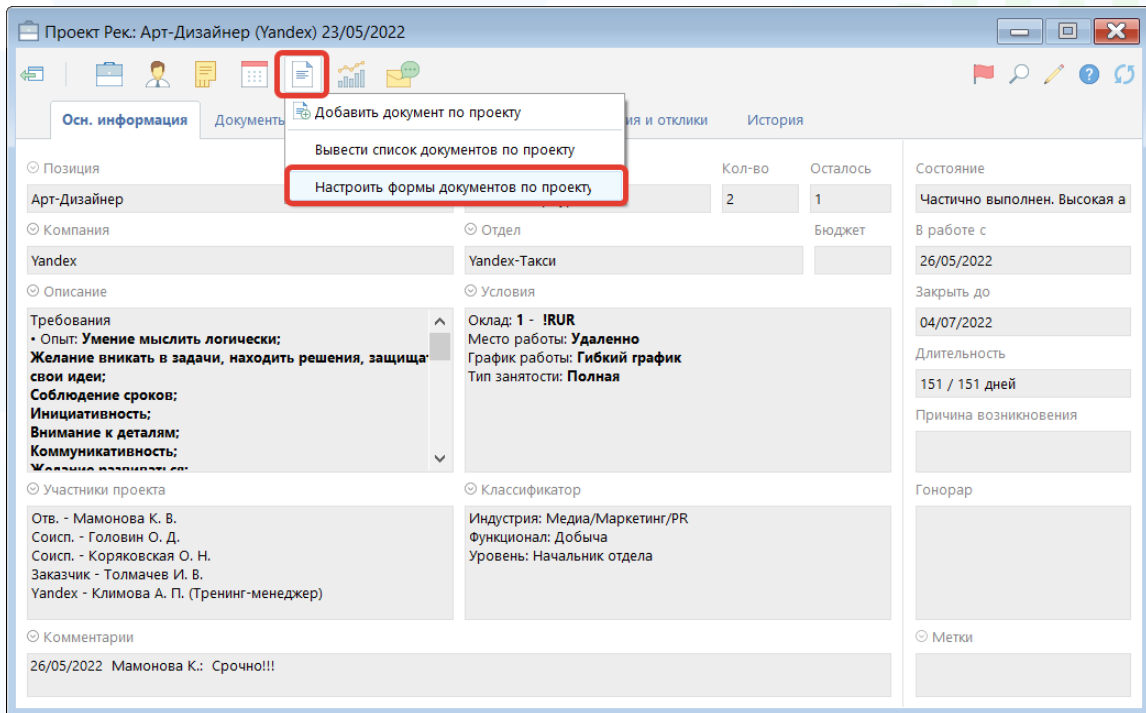 Проект Рек.: Арт-Дизайнер (Yandex) 23/05/2022
Добавить документ по проекту
Вывести список документов по проекту
Настроить формы документов по проекту
Осн. информация Документы ия и отклики История
Позиция Кол-во Осталось Состояние
Арт-Дизайнер 2 1 Частично выполнен. Высокая а
Компания Отдел Бюджет В работе с
Yandex Yandex-Такси 26/05/2022
Описание Условия Закрыть до
04/07/2022
Требования Оклад: 1 - !RUR
• Опыт: Умение мыслить логически; Место работы: Удаленно
Желание вникать в задачи, находить решения, защища График работы: Гибкий график
свои идеи; Тип занятости: Полная
Соблюдение сроков;
Инициативность;
Внимание к деталям;
Коммуникативность;
Желание развиваться;
Длительность
151 / 151 дней
Причина возникновения
Участники проекта Классификатор Гонорар
Отв. - Мамонова К. В. Индустрия: Медиа/Маркетинг/PR
Соисп. - Головин О. Д. Функционал: Добыча
Соисп. - Коряковская О. Н. Уровень: Начальник отдела
Заказчик - Толмачев И. В.
Yandex - Климова А. П. (Тренинг-менеджер)
Комментарии Метки
26/05/2022 Мамонова К.: Срочно!!!